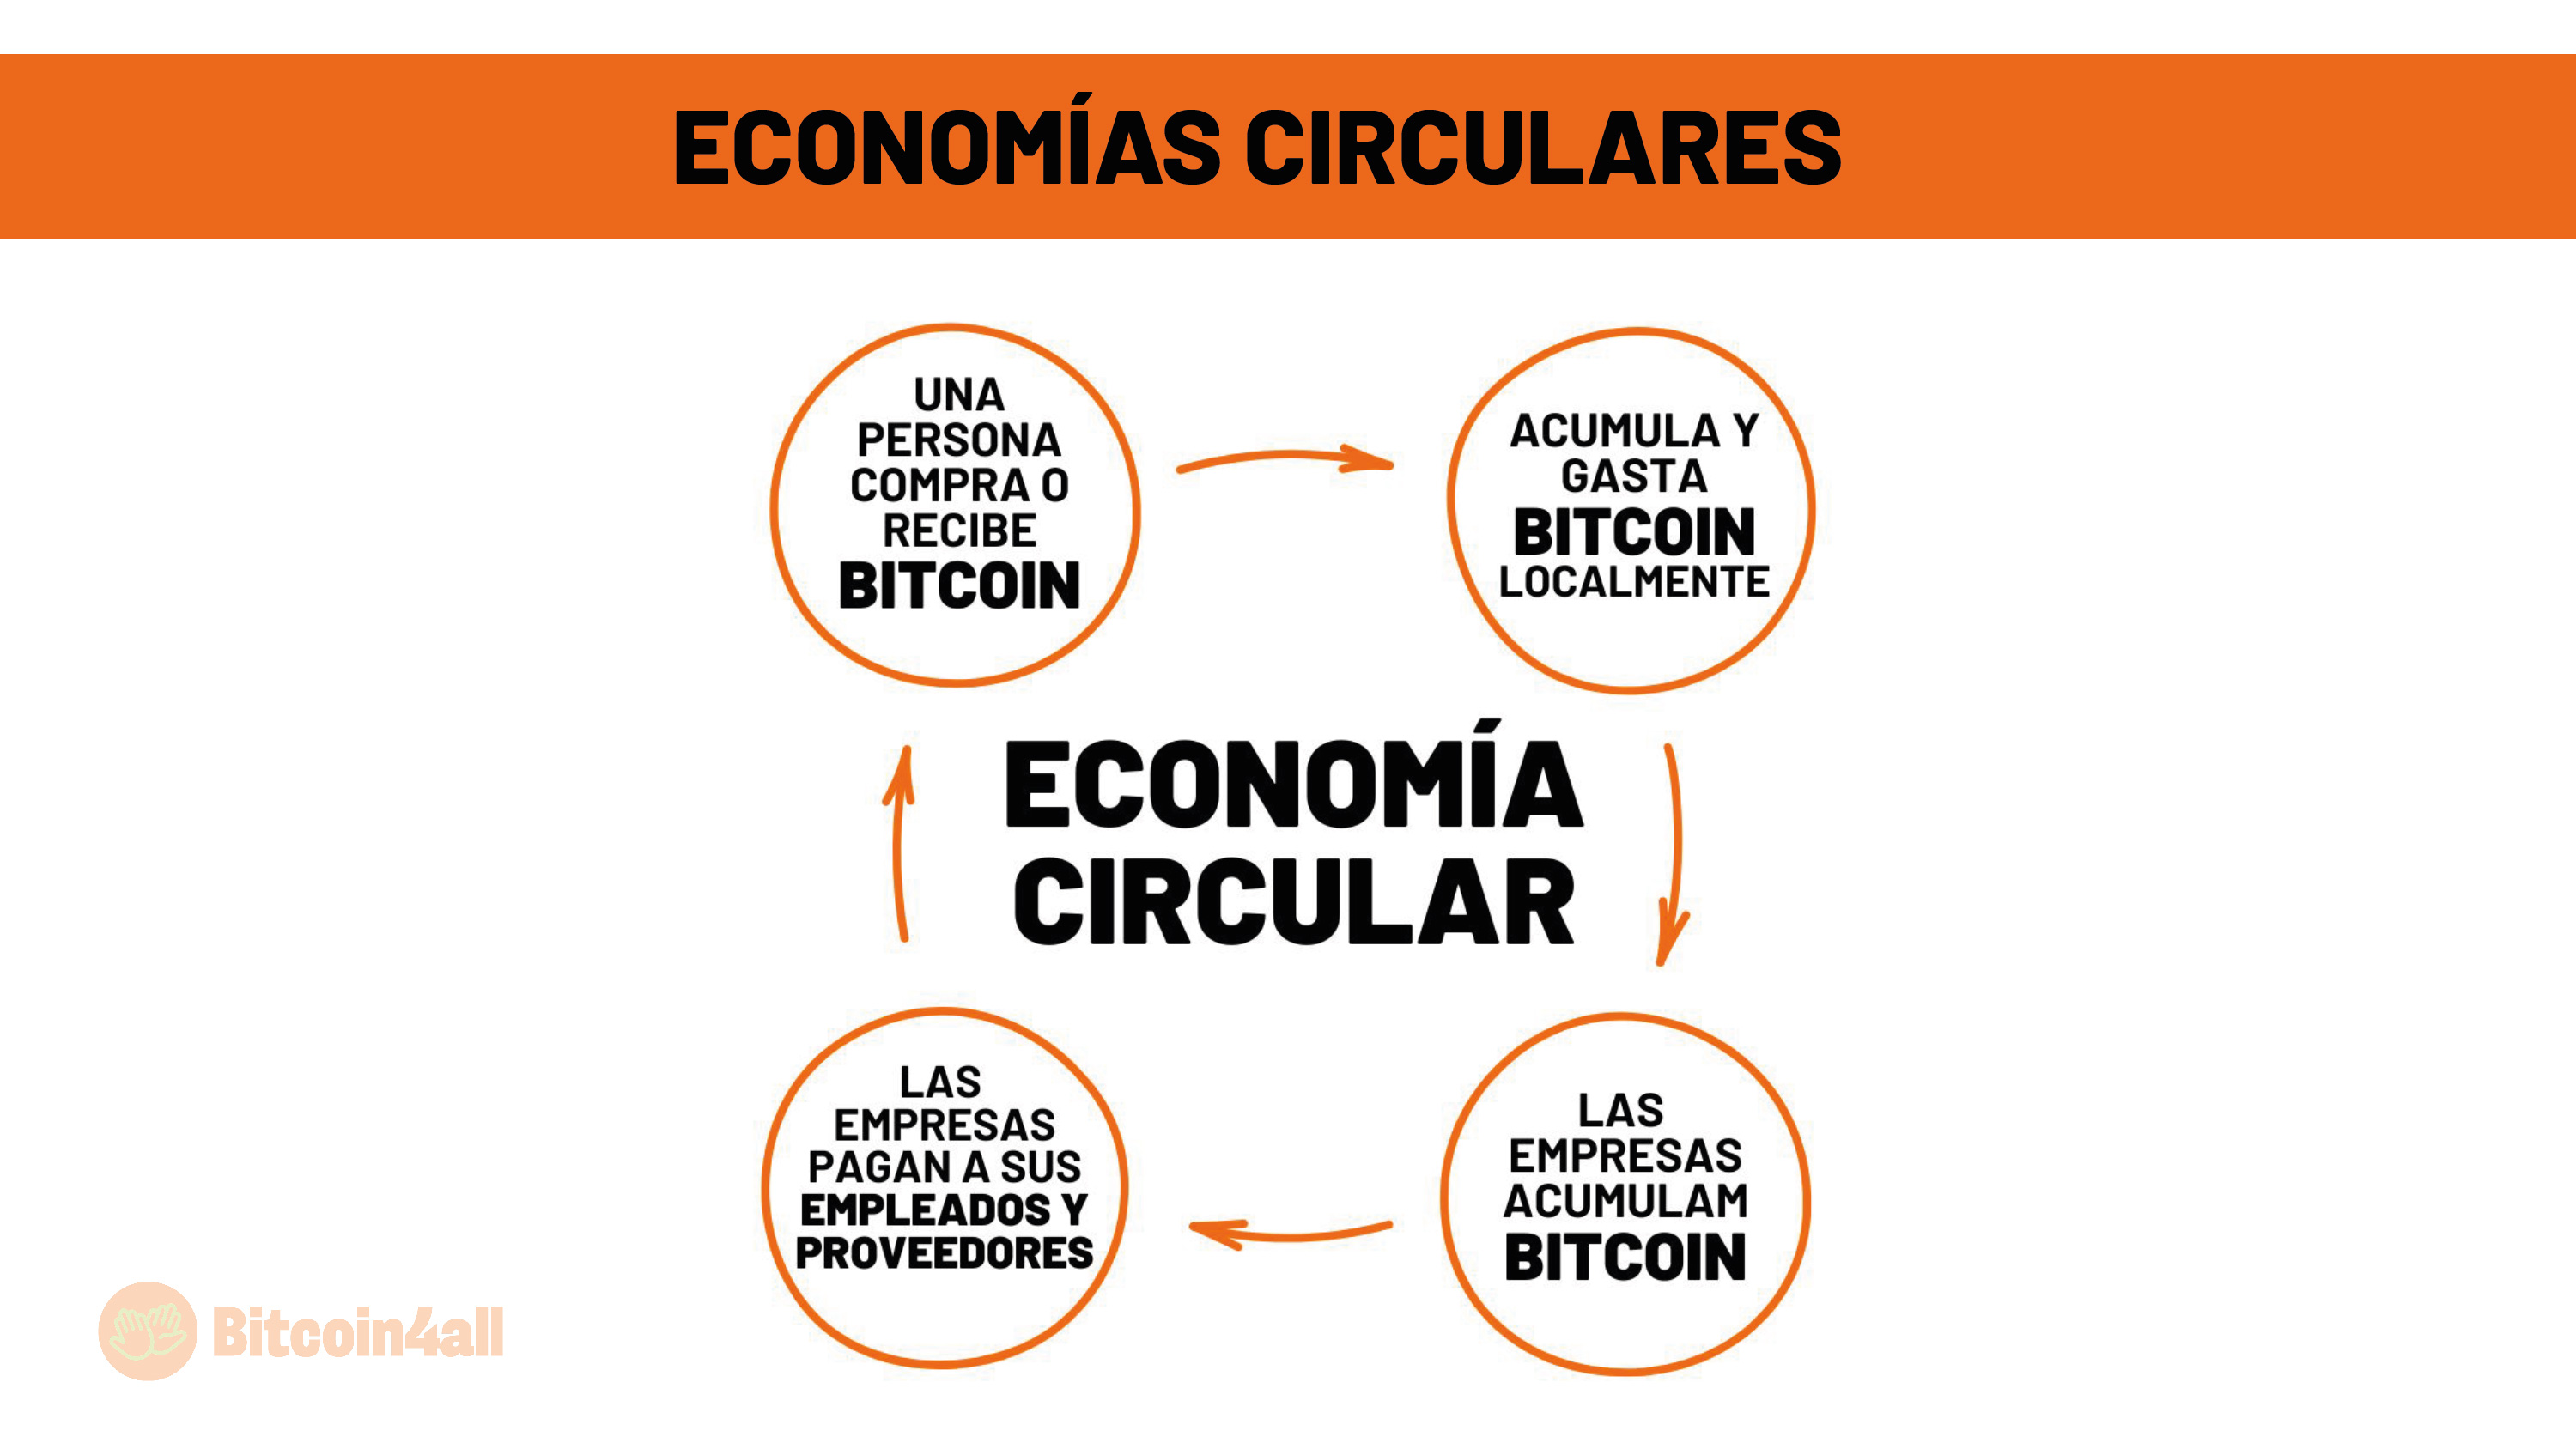 ECONOMÍAS CIRCULARES
UNA
PERSONA
COMPRA O
RECIBE
BITCOIN
ACUMULA Y
GASTA
BITCOIN
LOCALMENTE
ECONOMÍA
CIRCULAR
LAS
EMPRESAS
PAGAN A SUS
EMPLEADOS Y
PROVEEDORES
LAS
EMPRESAS
ACUMULAM
BITCOIN
Bitcoin4all